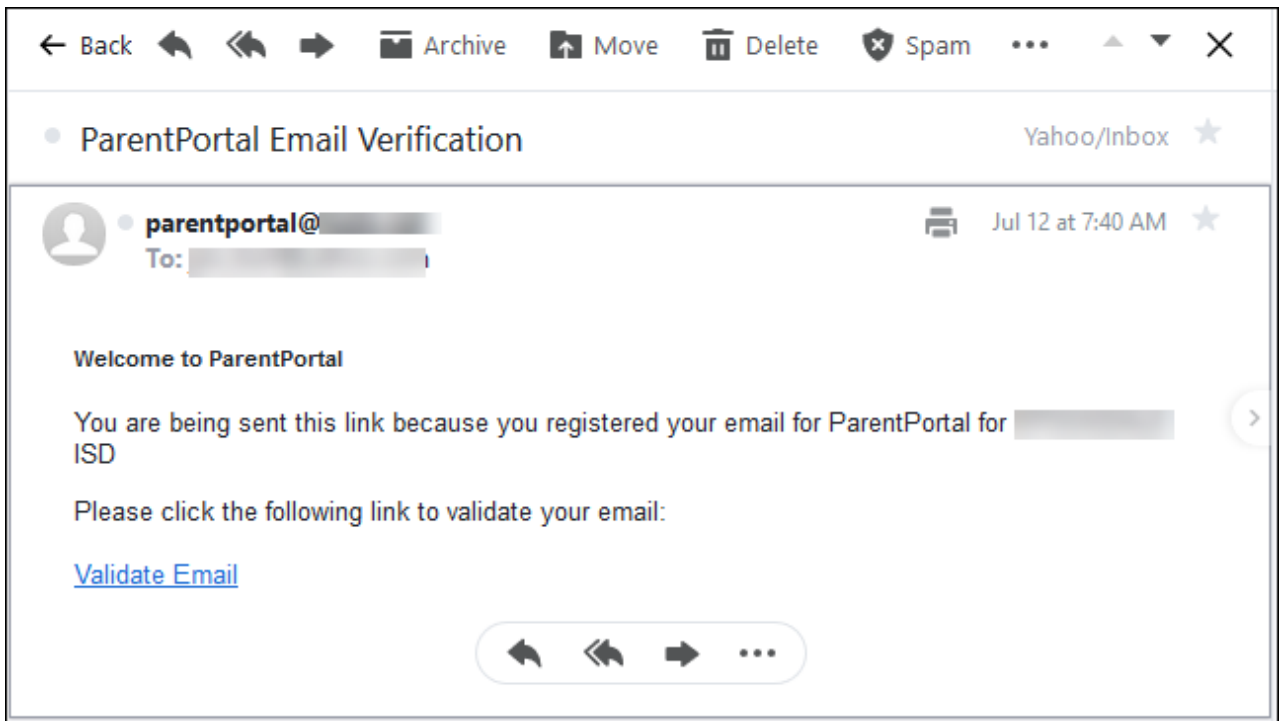 Back Archive Move Delete Spam
ParentPortal Email Verification Yahoo/Inbox
parentportal@ Jul 12 at 7:40 AM
To:
Welcome to ParentPortal
You are being sent this link because you registered your email for ParentPortal for
ISD
Please click the following link to validate your email:
Validate Email